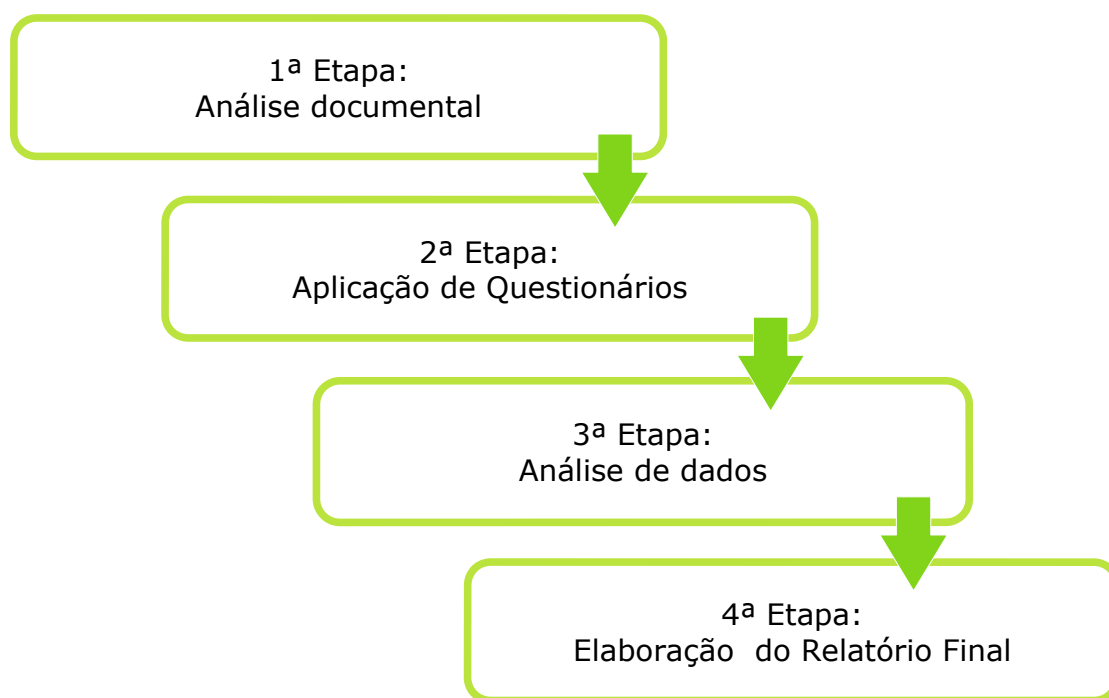 1ª Etapa:
Análise documental
2ª Etapa:
Aplicação de Questionários
3ª Etapa:
Análise de dados
4ª Etapa:
Elaboração  do Relatório Final